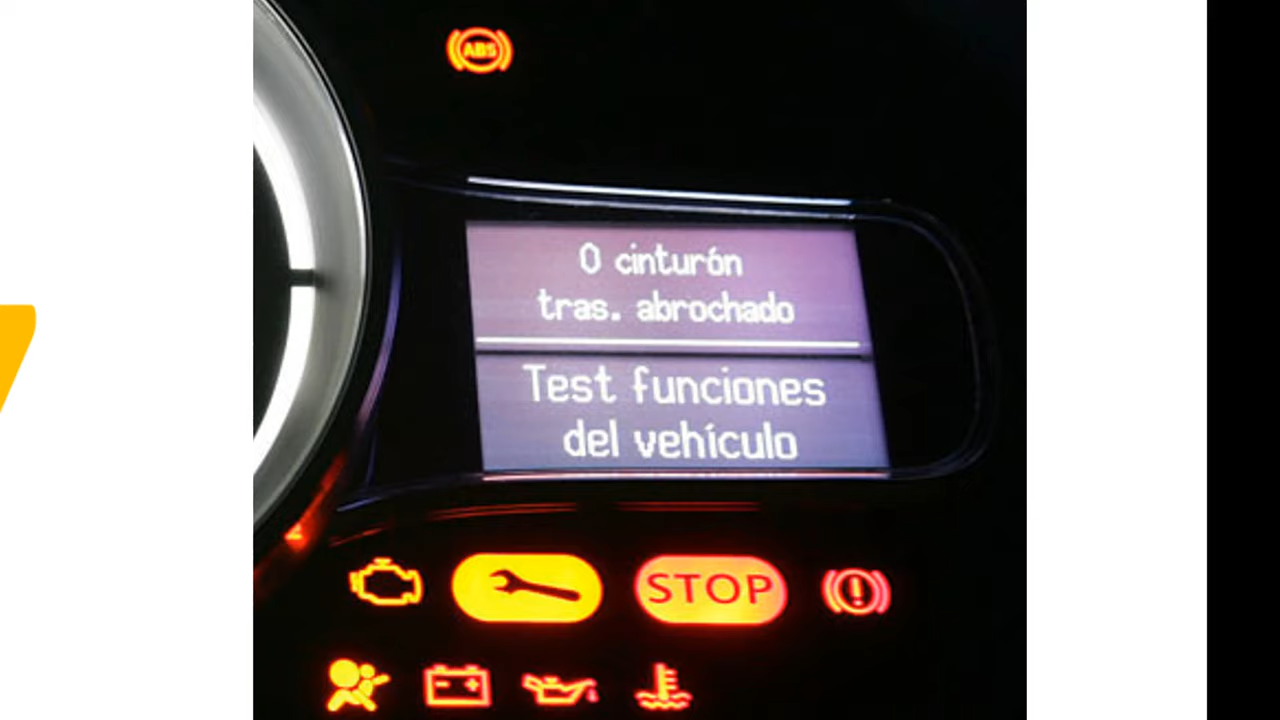 ABS
0 cinturón
tras. abrochado
Test funciones
del vehículo
STOP